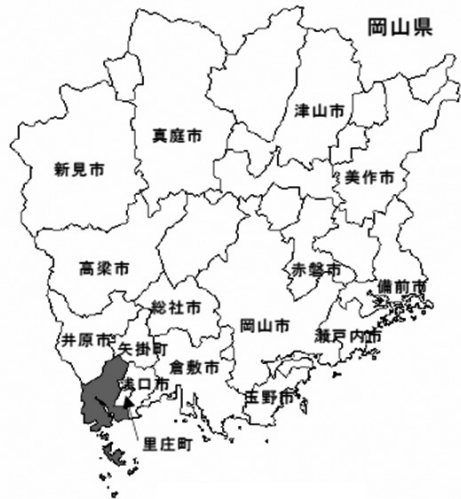 岡山県
津山市
真庭市
新見市
美作市
高梁市
赤磐市
備前市
総社市
岡山市
瀬戸内市
井原市
矢掛町
倉敷市
浅口市
玉野市
里庄町